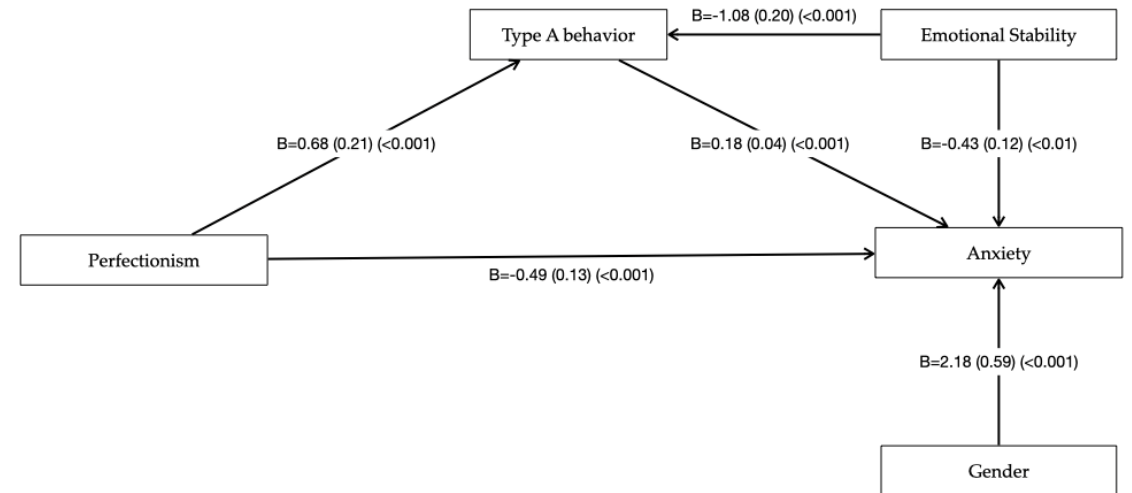 B=-1.08 (0.20) (<0.001)
Type A behavior
Emotional Stability
B=0.68 (0.21) (<0.001)
B=0.18 (0.04) (<0.001)
B=-0.43 (0.12) (<0.01)
Perfectionism
Anxiety
B=-0.49 (0.13) (<0.001)
B=2.18 (0.59) (<0.001)
Gender